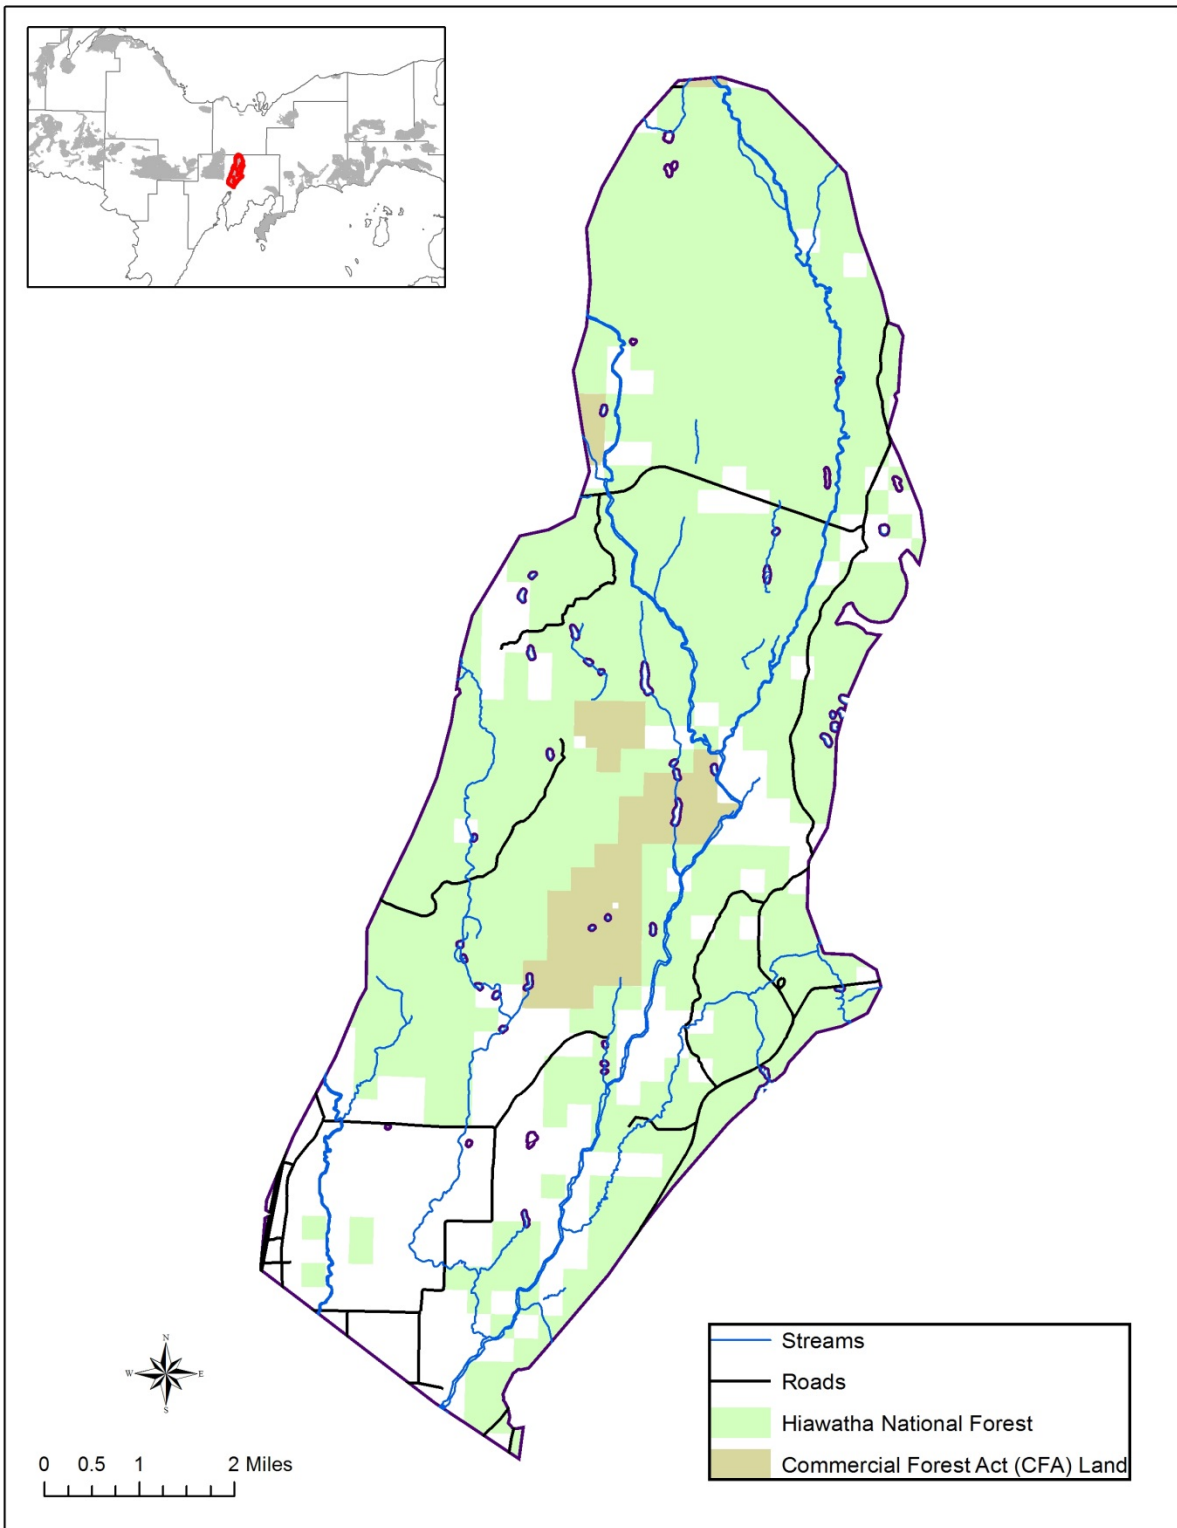 N
W E
S
0 0.5 1 2 Miles
Streams
Roads
Hiawatha National Forest
Commercial Forest Act (CFA) Land